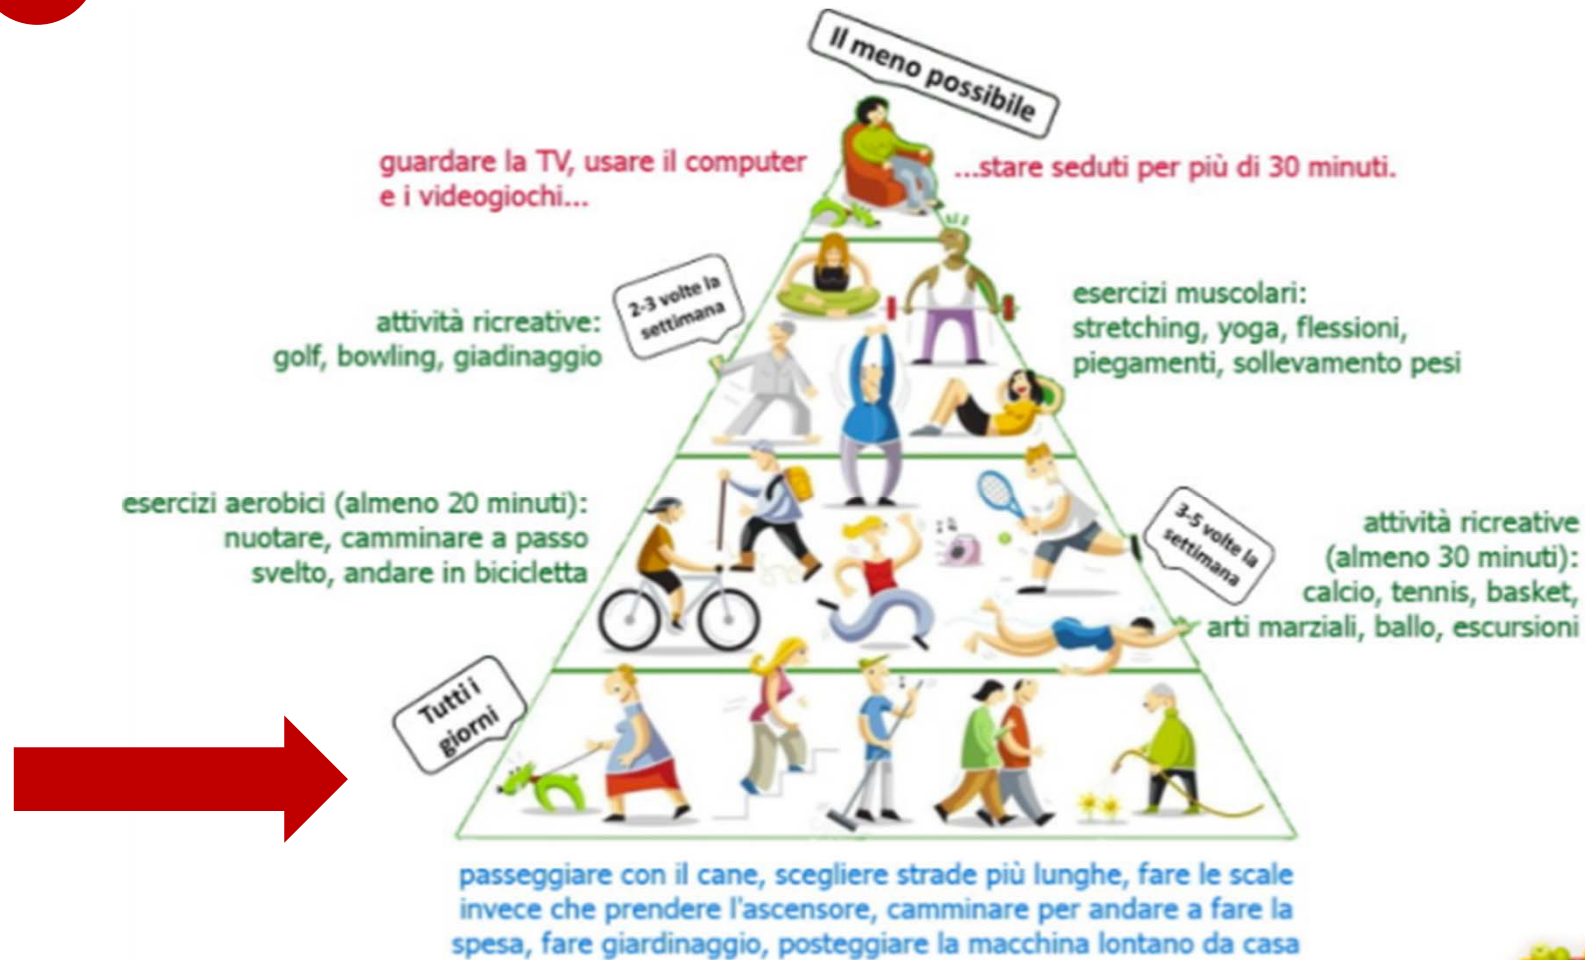 Il meno possibile
guardare la TV, usare il computer
e i videogiochi...
...stare seduti per più di 30 minuti.
2-3 volte la
settimana
attività ricreative:
golf, bowling, giadinaggio
esercizi muscolari:
stretching, yoga, flessioni,
piegamenti, sollevamento pesi
esercizi aerobici (almeno 20 minuti):
nuotare, camminare a passo
svelto, andare in bicicletta
3-5 volte la
settimana
attività ricreative
(almeno 30 minuti):
calcio, tennis, basket,
arti marziali, ballo, escursioni
Tutti i
giorni
passeggiare con il cane, scegliere strade più lunghe, fare le scale
invece che prendere l'ascensore, camminare per andare a fare la
spesa, fare giardinaggio, posteggiare la macchina lontano da casa